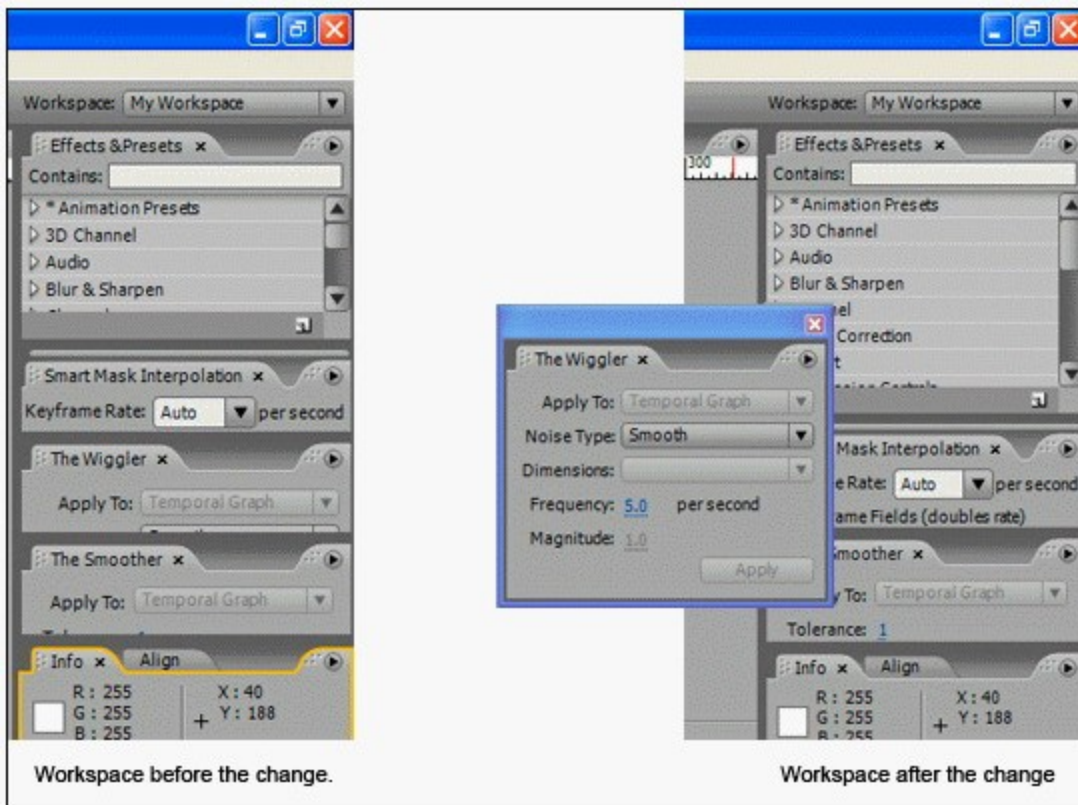 Workspace: My Workspace
Effects &Presets x
Contains:
* Animation Presets
3D Channel
Audio
Blur & Sharpen
Smart Mask Interpolation x
Keyframe Rate: Auto per second
The Wiggler x
Apply To: Temporal Graph
The Smoother x
Apply To: Temporal Graph
Info x Align
R: 255 X: 40
G: 255 Y: 188
B: 255
Workspace before the change.
The Wiggler x
Apply To: Temporal Graph
Noise Type: Smooth
Dimensions:
Frequency: 5.0 per second
Magnitude: 1.0
Apply
Workspace: My Workspace
300
Effects &Presets x
Contains:
* Animation Presets
3D Channel
Audio
Blur & Sharpen
nel
Correction
t
Mask Interpolation x
e Rate: Auto per second
ame Fields (doubles rate)
Smoother x
y To: Temporal Graph
Tolerance: 1
Info x Align
R: 255 X: 40
G: 255 Y: 188
B: 255
Workspace after the change